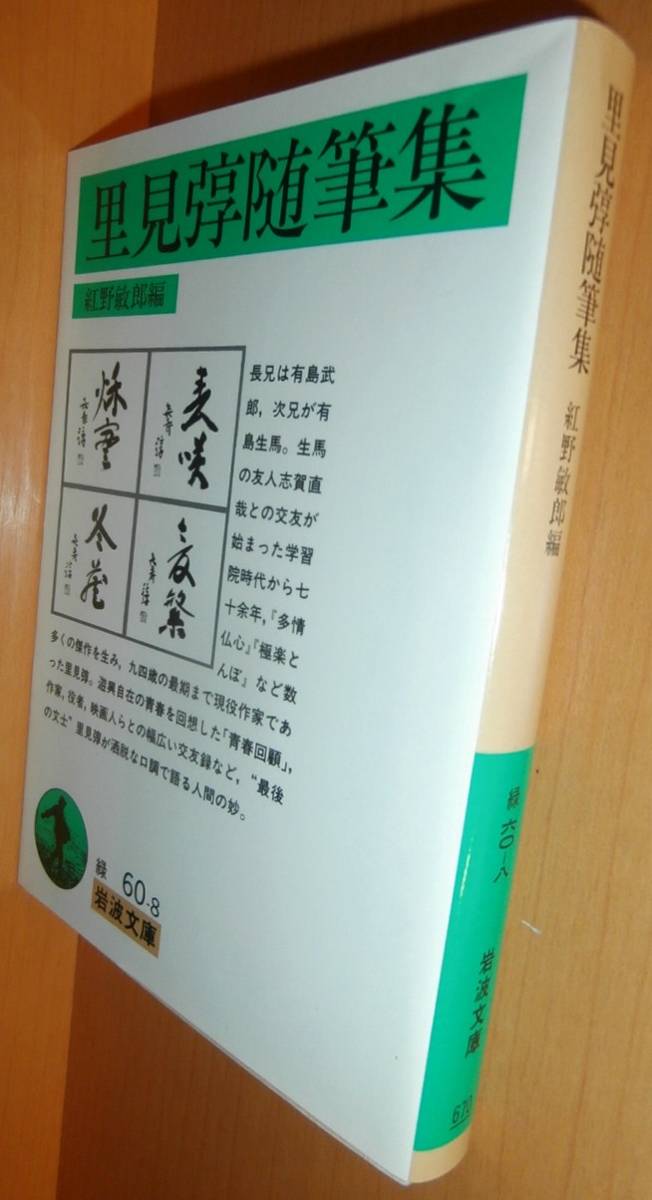 里見弴随筆集
紅野敏郎編
長兄は有島武
郎，次兄が有
島生馬。生馬
の友人志賀直
哉との交友が
始まった学習
院時代から七
十余年，『多情
仏心』『極楽と
んぼ』など数
多くの傑作を生み，九四歳の最期まで現役作家であ
った里見弴。遊興自在の青春を回想した「青春回顧」，
作家，役者，映画人らとの幅広い交友録など，“最後
の文士”里見弴が洒脱な口調で語る人間の妙。
緑 60-8
岩波文庫
里見弴随筆集 紅野敏郎編
緑 六〇-八
岩波文庫
670